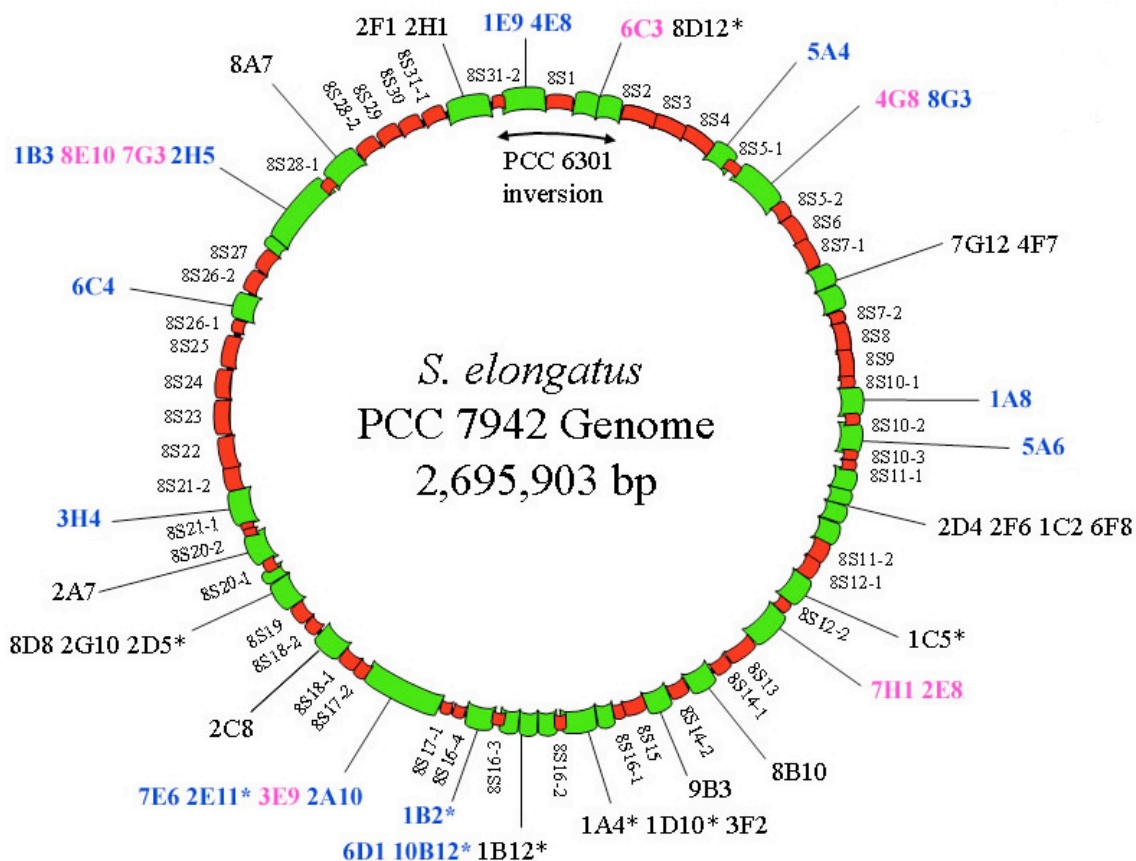 2F1 2H1
1E9 4E8
6C3 8D12*
5A4
4G8 8G3
7G12 4F7
1A8
5A6
2D4 2F6 1C2 6F8
1C5*
7H1 2E8
8B10
9B3
1A4* 1D10* 3F2
6D1 10B12* 1B12*
1B2*
7E6 2E11* 3E9 2A10
2C8
8D8 2G10 2D5*
2A7
3H4
6C4
1B3 8E10 7G3 2H5
8A7
8S31-2
8S1
8S2
8S3
8S4
8S5-1
8S5-2
8S6
8S7-1
8S7-2
8S8
8S9
8S10-1
8S10-2
8S10-3
8S11-1
8S11-2
8S12-1
8S12-2
8S13
8S14-1
8S14-2
8S15
8S16-1
8S16-2
8S16-3
8S16-4
8S17-1
8S17-2
8S18-1
8S18-2
8S19
8S20-1
8S20-2
8S21-1
8S21-2
8S22
8S23
8S24
8S25
8S26-1
8S26-2
8S27
8S28-1
8S28-2
8S29
8S30
8S31-1
PCC 6301
inversion
S. elongatus
PCC 7942 Genome
2,695,903 bp